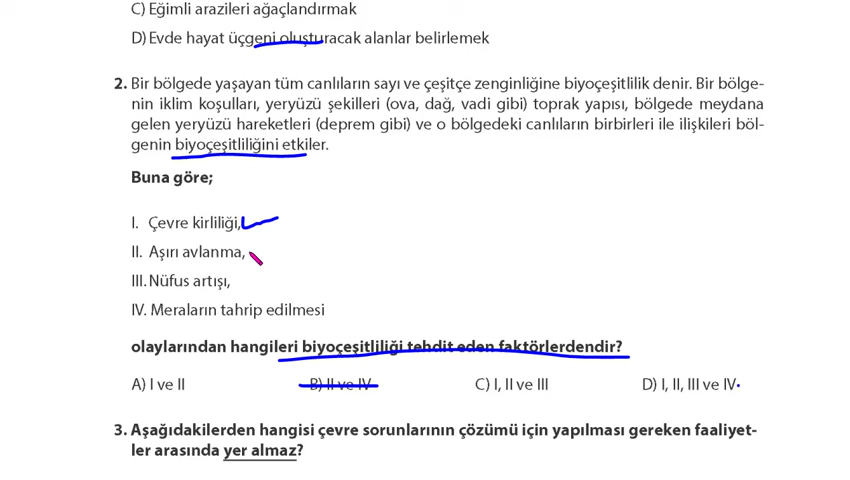 C) Eğimli arazileri ağaçlandırmak
D) Evde hayat üçgeni oluşturacak alanlar belirlemek
2. Bir bölgede yaşayan tüm canlıların sayı ve çeşitçe zenginliğine biyoçeşitlilik denir. Bir bölge-
nin iklim koşulları, yeryüzü şekilleri (ova, dağ, vadi gibi) toprak yapısı, bölgede meydana
gelen yeryüzü hareketleri (deprem gibi) ve o bölgedeki canlıların birbirleri ile ilişkileri böl-
genin biyoçeşitliliğini etkiler.
Buna göre;
I. Çevre kirliliği,
II. Aşırı avlanma,
III. Nüfus artışı,
IV. Meraların tahrip edilmesi
olaylarından hangileri biyoçeşitliliği tehdit eden faktörlerdendir?
A) I ve II B) II ve IV C) I, II ve III D) I, II, III ve IV
3. Aşağıdakilerden hangisi çevre sorunlarının çözümü için yapılması gereken faaliyet-
ler arasında yer almaz?